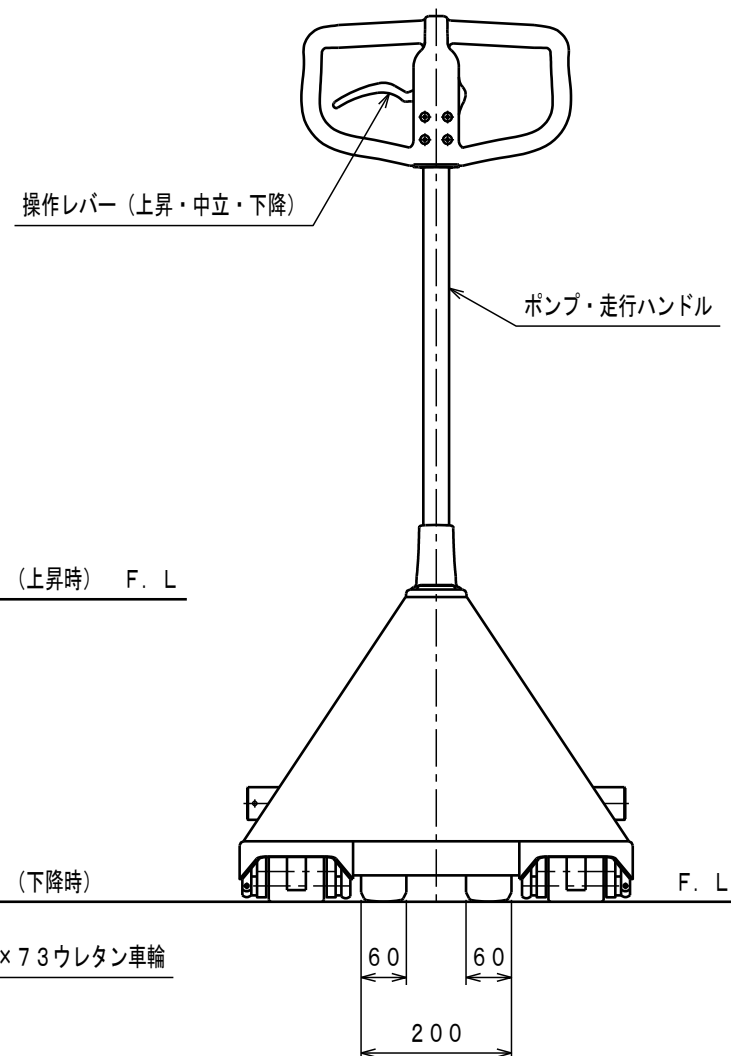 操作レバー（上昇・中立・下降）
ポンプ・走行ハンドル
（上昇時）　Ｆ．Ｌ
（下降時）　Ｆ．Ｌ
×７３ウレタン車輪
６０　６０
２００